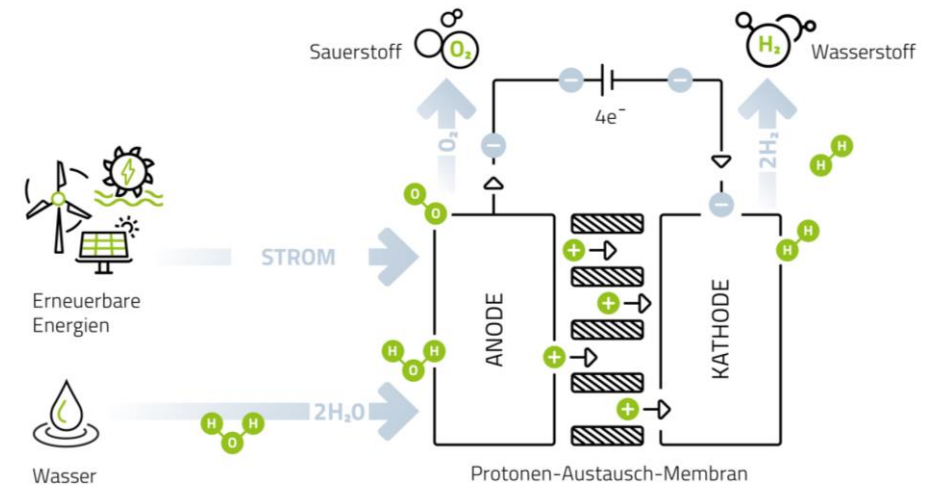 Sauerstoff
O₂
H₂
Wasserstoff
4e⁻
O₂
2H₂
H H
O O
H H
STROM
Erneuerbare
Energien
ANODE
KATHODE
H O H
2H₂O
H O H
Wasser
Protonen-Austausch-Membran